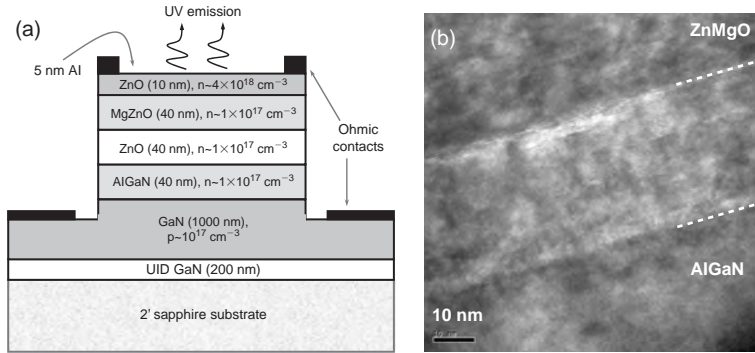 (a)
UV emission
5 nm Al
ZnO (10 nm), n~4×10¹⁸ cm⁻³
MgZnO (40 nm), n~1×10¹⁷ cm⁻³
ZnO (40 nm), n~1×10¹⁷ cm⁻³
AlGaN (40 nm), n~1×10¹⁷ cm⁻³
GaN (1000 nm),
p~10¹⁷ cm⁻³
UID GaN (200 nm)
2' sapphire substrate
Ohmic
contacts
(b)
ZnMgO
AlGaN
10 nm